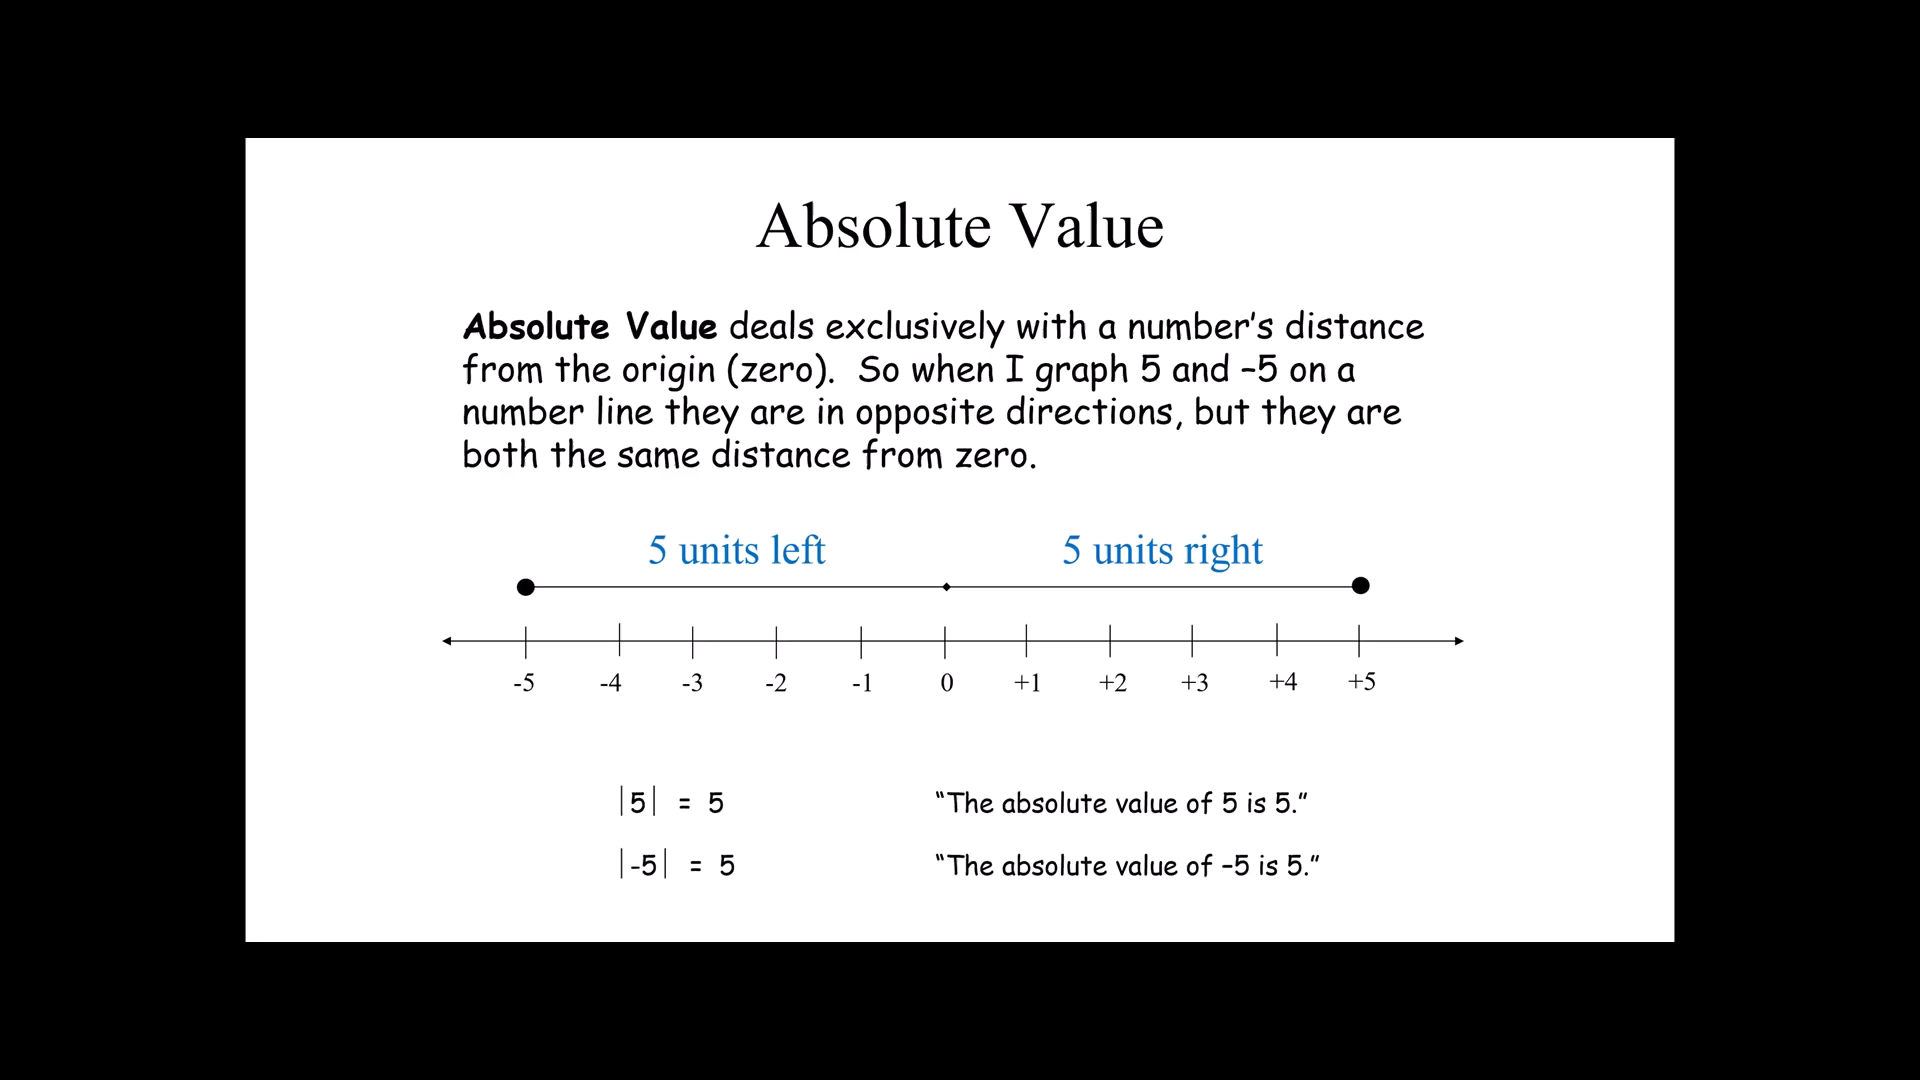 Absolute Value
Absolute Value deals exclusively with a number’s distance
from the origin (zero).  So when I graph 5 and –5 on a
number line they are in opposite directions, but they are
both the same distance from zero.
5 units left 5 units right
-5 -4 -3 -2 -1 0 +1 +2 +3 +4 +5
|5| = 5 “The absolute value of 5 is 5.”
|-5| = 5 “The absolute value of –5 is 5.”